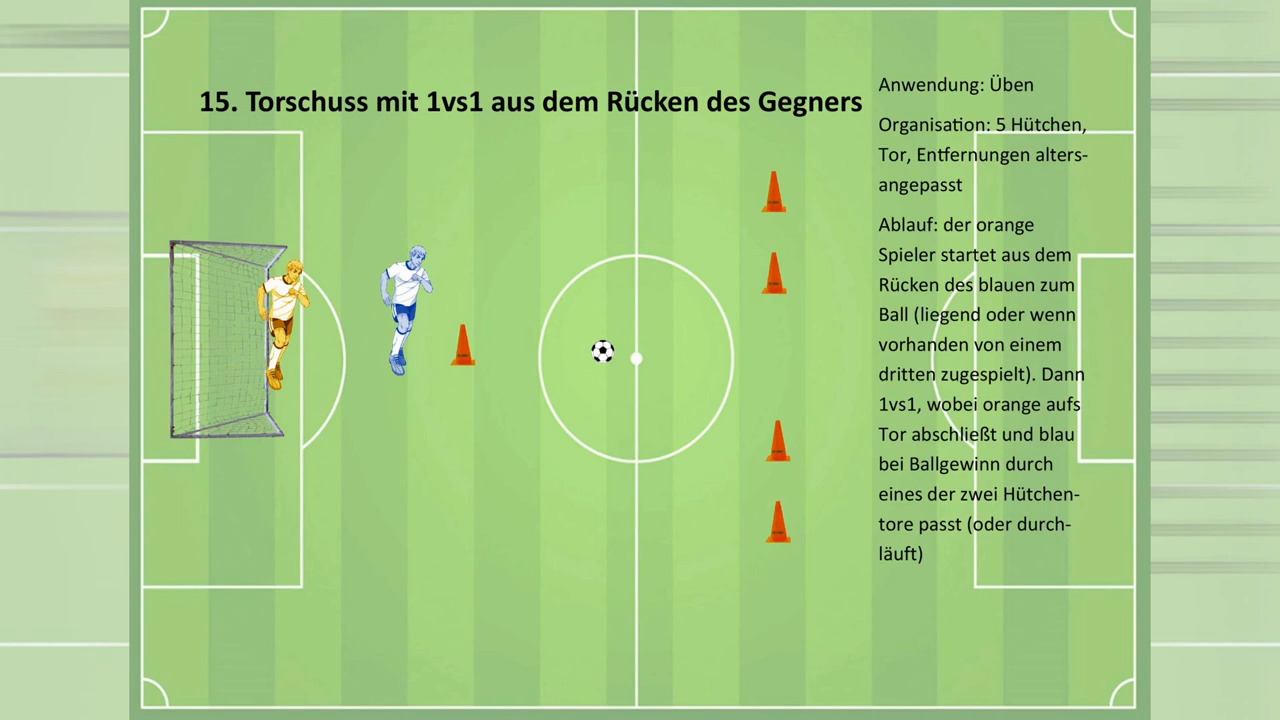 15. Torschuss mit 1vs1 aus dem Rücken des Gegners
Anwendung: Üben
Organisation: 5 Hütchen,
Tor, Entfernungen alters-
angepasst
Ablauf: der orange
Spieler startet aus dem
Rücken des blauen zum
Ball (liegend oder wenn
vorhanden von einem
dritten zugespielt). Dann
1vs1, wobei orange aufs
Tor abschließt und blau
bei Ballgewinn durch
eines der zwei Hütchen-
tore passt (oder durch-
läuft)